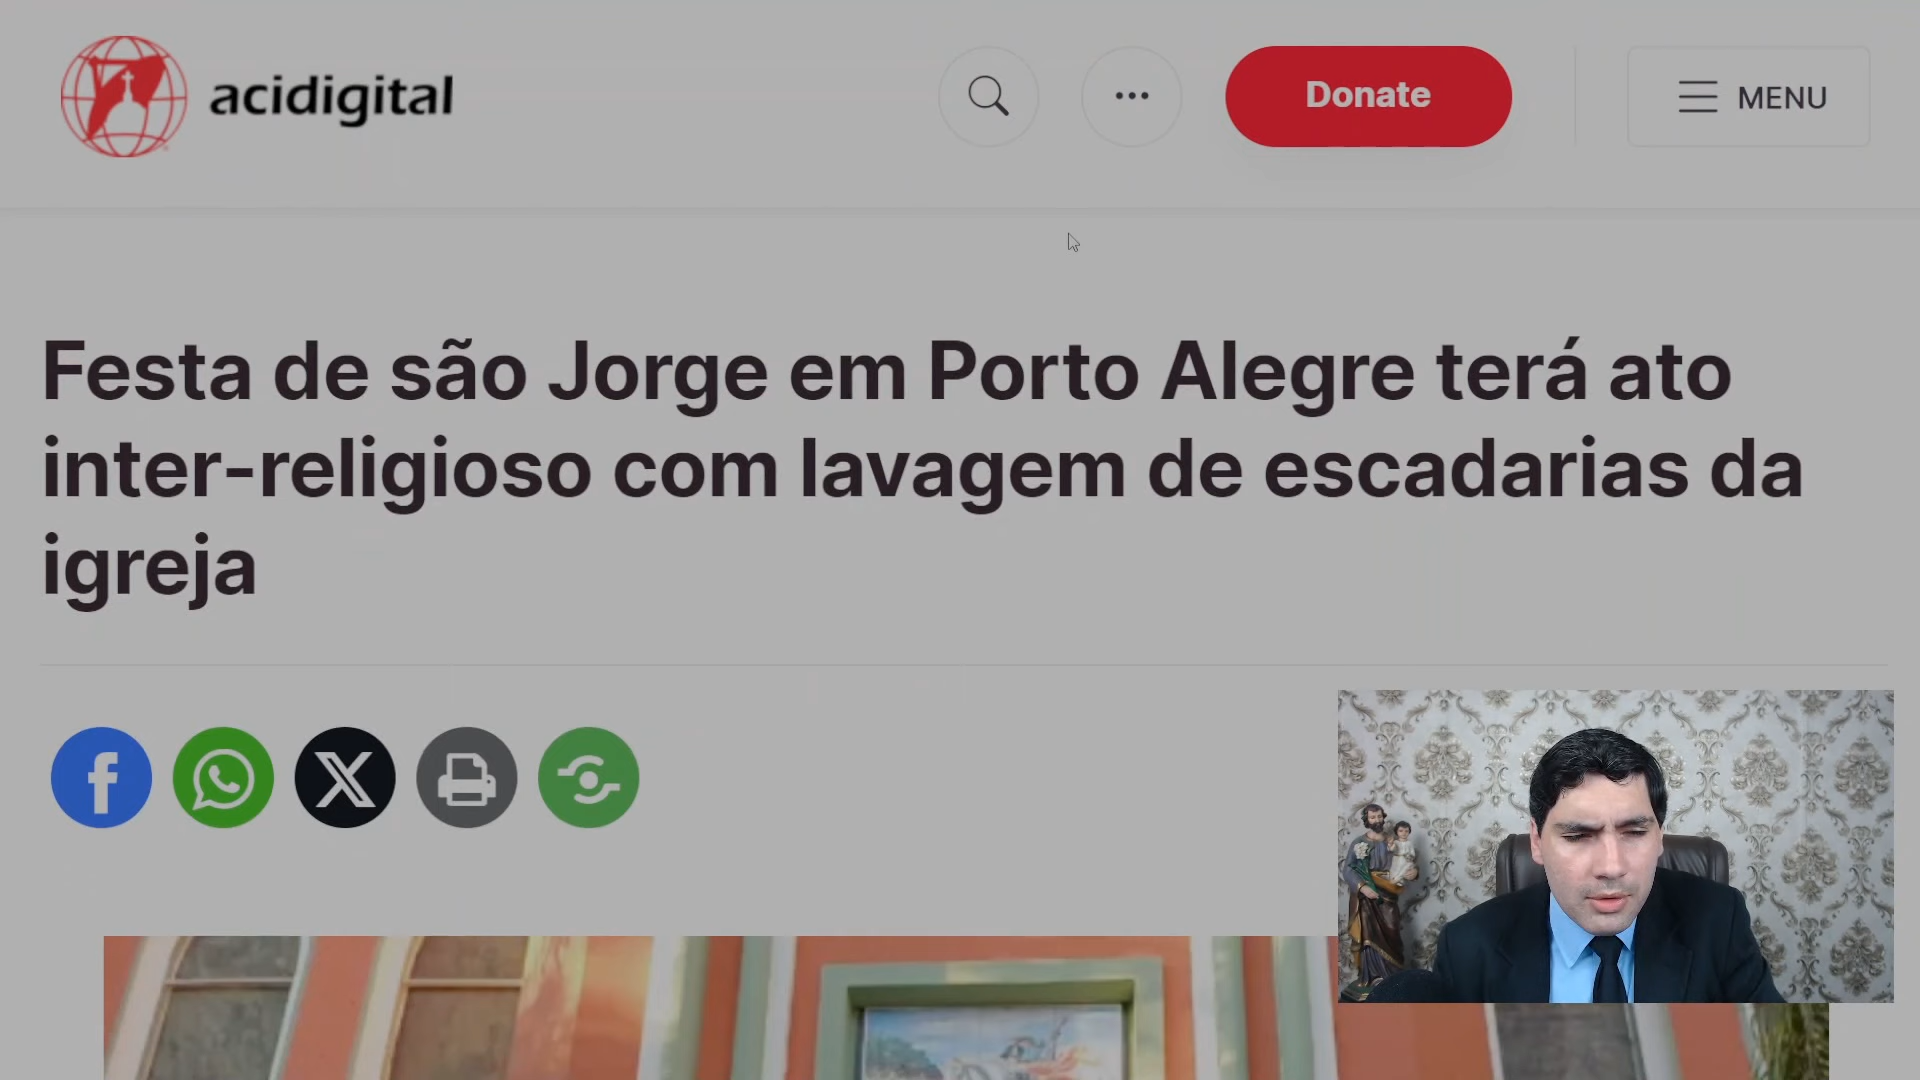 acidigital
Donate
MENU
Festa de são Jorge em Porto Alegre terá ato
inter-religioso com lavagem de escadarias da
igreja